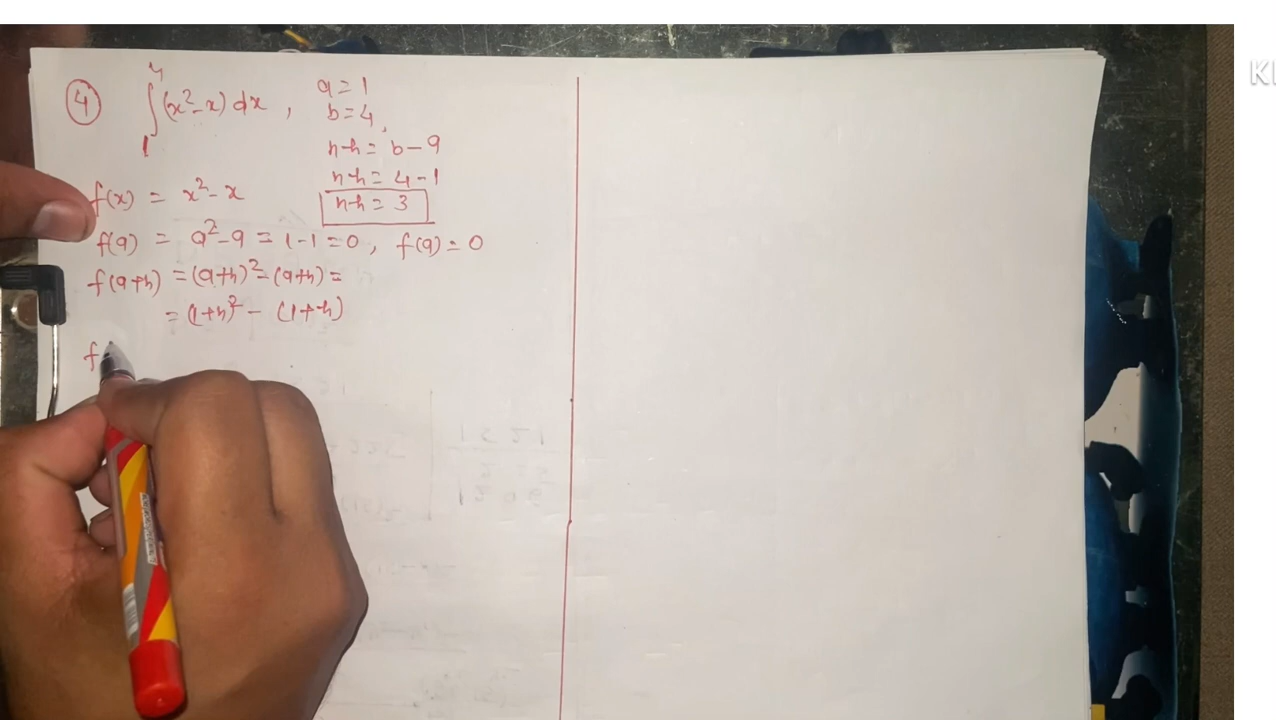 ④ ∫₁⁴ (x² - x) dx , a = 1
b = 4,
nh = b - a
nh = 4 - 1
nh = 3
f(x) = x² - x
f(a) = a² - a = 1 - 1 = 0 , f(a) = 0
f(a+h) = (a+h)² - (a+h) =
= (1+h)² - (1+h)
f